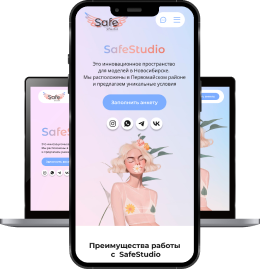 Safe
Studio
SafeStudio
Это инновационное пространство
для моделей в Новосибирске.
Мы расположены в Первомайском районе
и предлагаем уникальные условия
Заполнить анкету
Преимущества работы
с SafeStudio